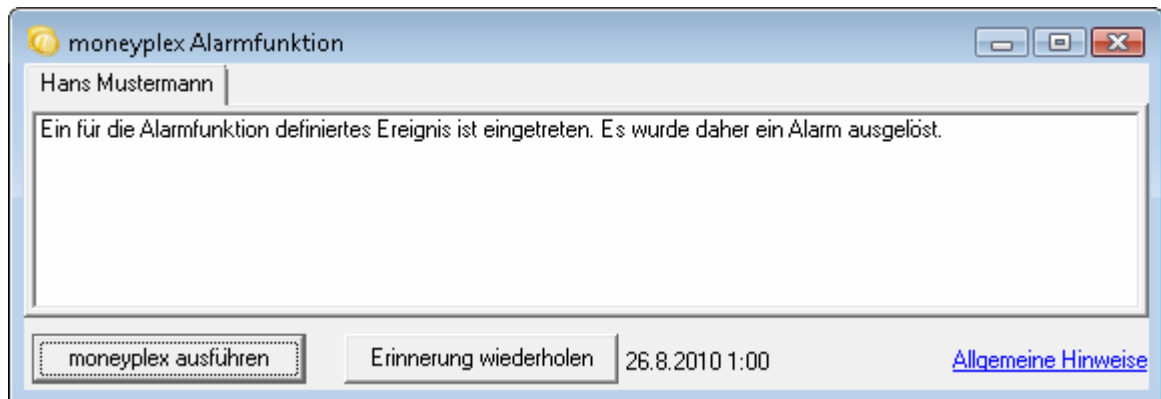 moneyplex Alarmfunktion
Hans Mustermann
Ein für die Alarmfunktion definiertes Ereignis ist eingetreten. Es wurde daher ein Alarm ausgelöst.
moneyplex ausführen Erinnerung wiederholen 26.8.2010 1:00 Allgemeine Hinweise